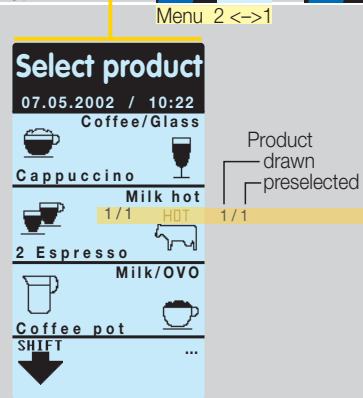 Menu 2 <–>1
Select product
07.05.2002 / 10:22
Coffee/Glass
Cappuccino
Product
drawn
preselected
Milk hot
1/1 HOT 1/1
2 Espresso
Milk/OVO
Coffee pot
SHIFT ...